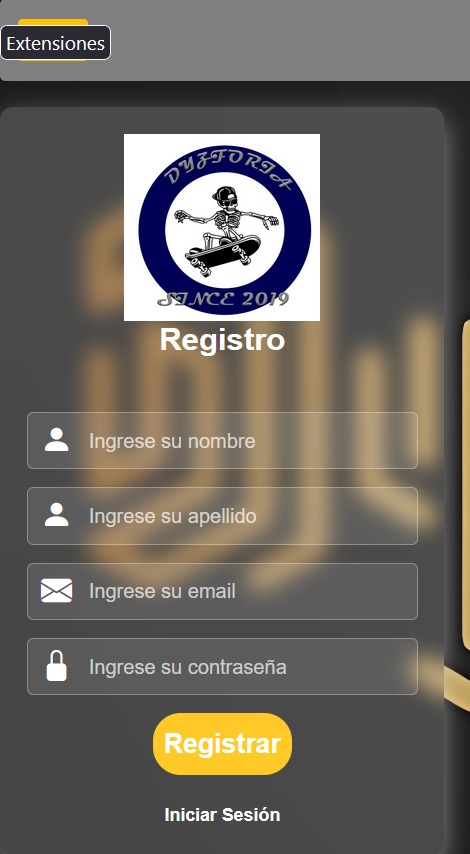 Extensiones
DYZFORIA
SINCE 2019
Registro
Ingrese su nombre
Ingrese su apellido
Ingrese su email
Ingrese su contraseña
Registrar
Iniciar Sesión